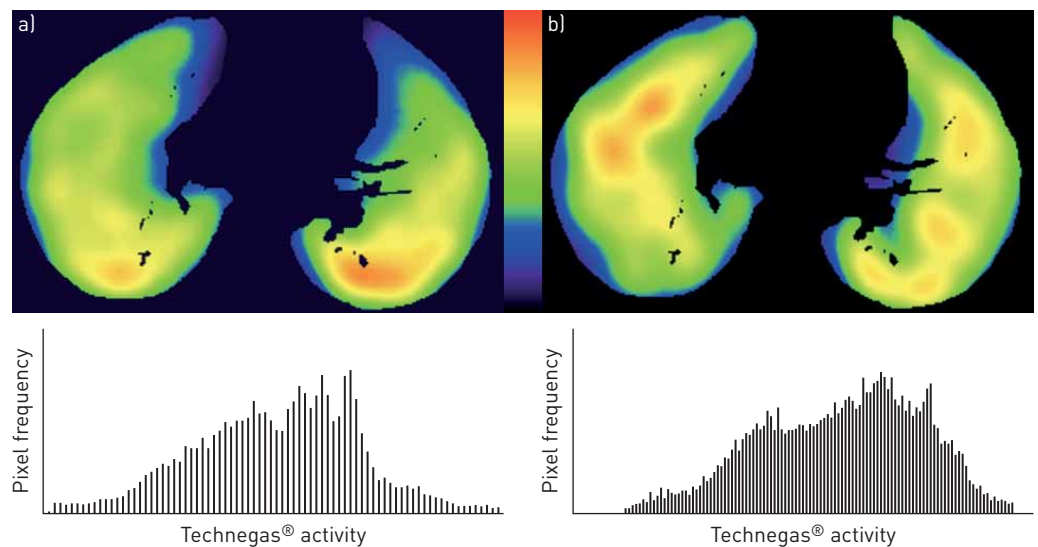 a)
b)
Pixel frequency
Technegas® activity
Pixel frequency
Technegas® activity